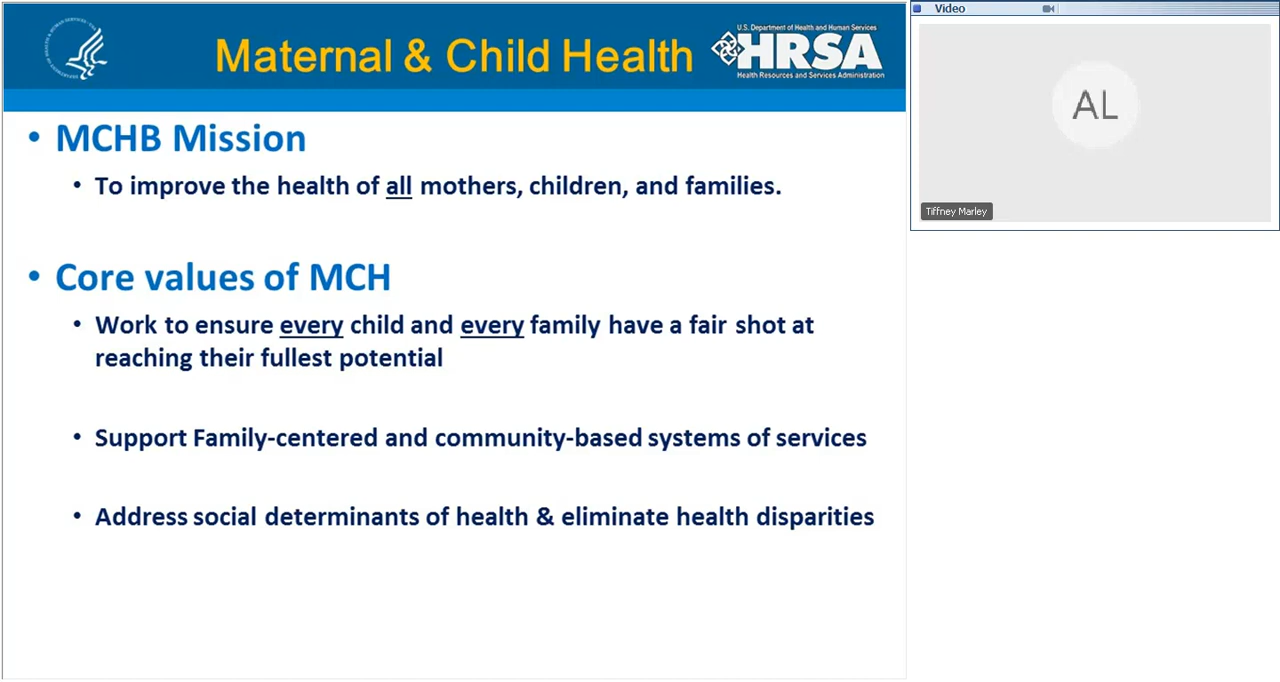 Maternal & Child Health
U.S. Department of Health and Human Services
HRSA
Health Resources and Services Administration
• MCHB Mission
• To improve the health of all mothers, children, and families.
• Core values of MCH
• Work to ensure every child and every family have a fair shot at
reaching their fullest potential
• Support Family-centered and community-based systems of services
• Address social determinants of health & eliminate health disparities
Video
AL
Tiffney Marley